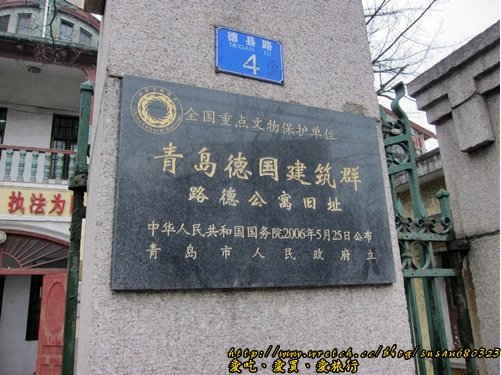 德县路
DEXIAN LU
4
全国重点文物保护单位
青岛德国建筑群
路德公寓旧址
中华人民共和国国务院2006年5月25日公布
青岛市人民政府立
执法为
http://www.wretch.cc/blog/susan680323
愛吃、愛買、愛旅行